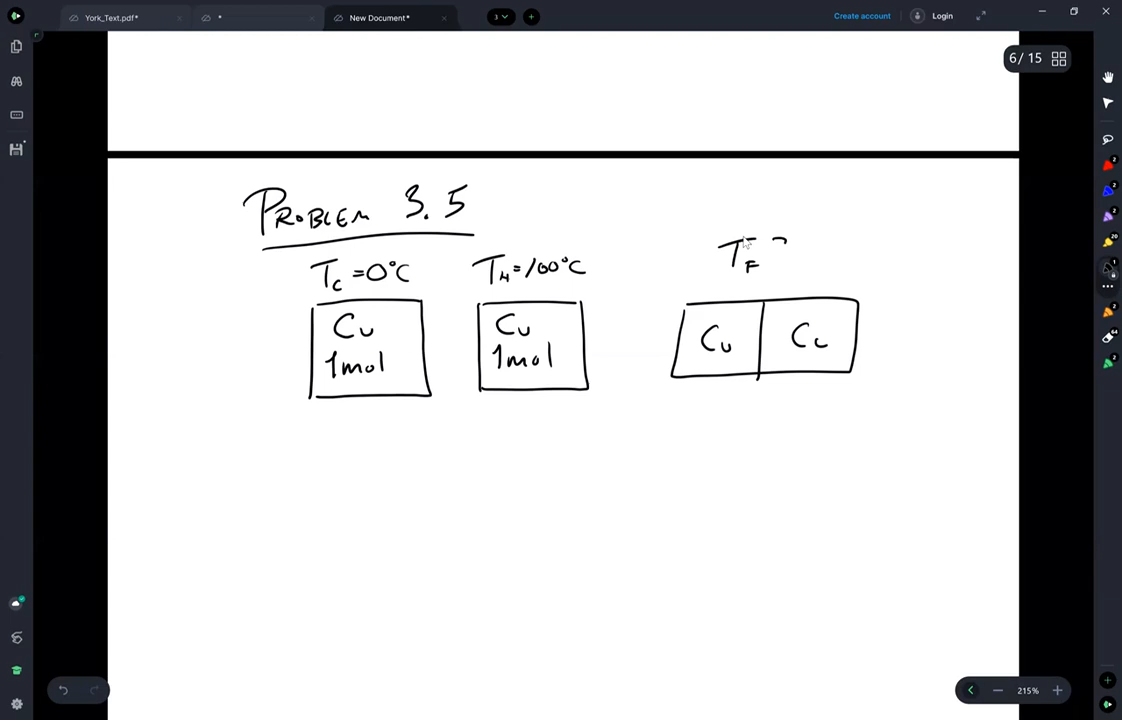 York_Text.pdf*
*
New Document*
3
Create account
Login
6/ 15
PROBLEM 3.5
T_C =0°C
T_H =100°C
T_F
Cu
1mol
Cu
1mol
Cu
Cu
215%